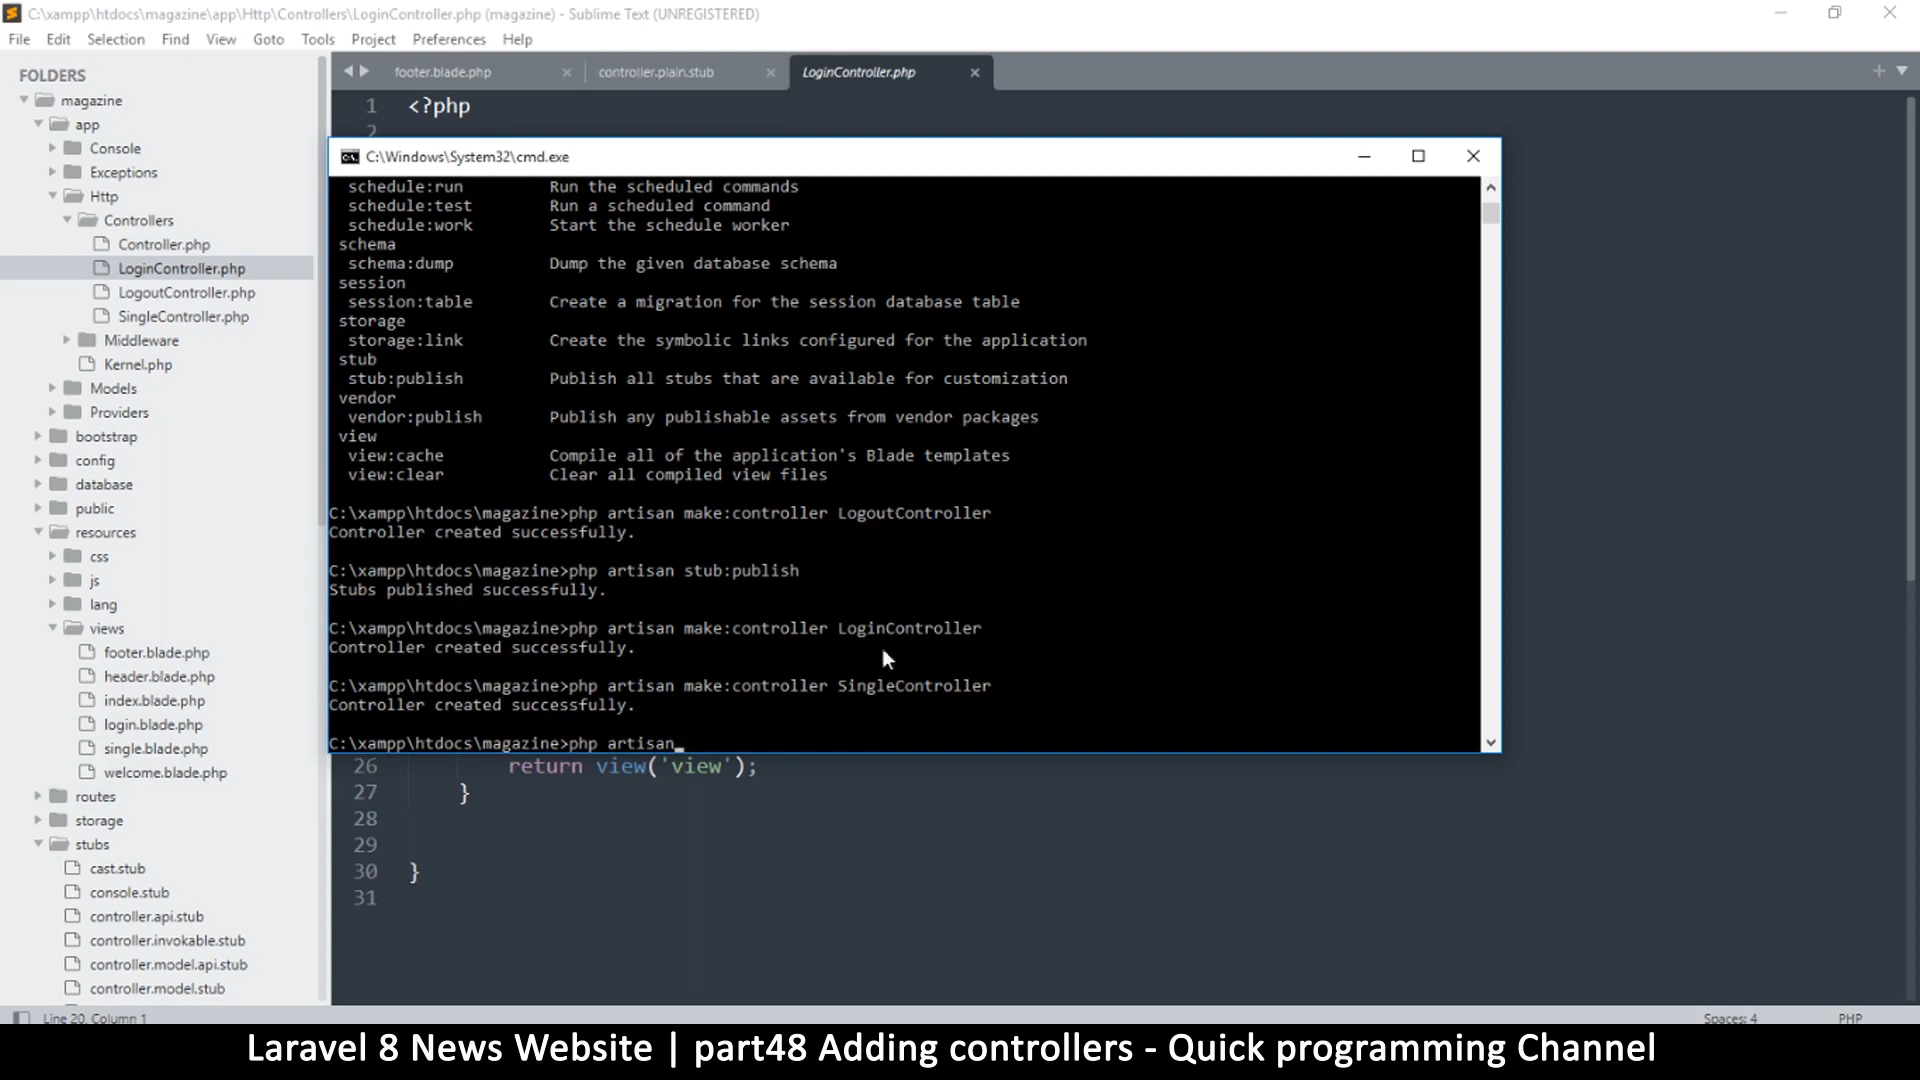 C:\xampp\htdocs\magazine\app\Http\Controllers\LoginController.php (magazine) - Sublime Text (UNREGISTERED)
File Edit Selection Find View Goto Tools Project Preferences Help
FOLDERS
magazine
app
Console
Exceptions
Http
Controllers
Controller.php
LoginController.php
LogoutController.php
SingleController.php
Middleware
Kernel.php
Models
Providers
bootstrap
config
database
public
resources
css
js
lang
views
footer.blade.php
header.blade.php
index.blade.php
login.blade.php
single.blade.php
welcome.blade.php
routes
storage
stubs
cast.stub
console.stub
controller.api.stub
controller.invokable.stub
controller.model.api.stub
controller.model.stub
footer.blade.php controller.plain.stub LoginController.php
1 <?php
2
C:\Windows\System32\cmd.exe
schedule:run Run the scheduled commands
schedule:test Run a scheduled command
schedule:work Start the schedule worker
schema
schema:dump Dump the given database schema
session
session:table Create a migration for the session database table
storage
storage:link Create the symbolic links configured for the application
stub
stub:publish Publish all stubs that are available for customization
vendor
vendor:publish Publish any publishable assets from vendor packages
view
view:cache Compile all of the application's Blade templates
view:clear Clear all compiled view files
C:\xampp\htdocs\magazine>php artisan make:controller LogoutController
Controller created successfully.
C:\xampp\htdocs\magazine>php artisan stub:publish
Stubs published successfully.
C:\xampp\htdocs\magazine>php artisan make:controller LoginController
Controller created successfully.
C:\xampp\htdocs\magazine>php artisan make:controller SingleController
Controller created successfully.
C:\xampp\htdocs\magazine>php artisan_
26 return view('view');
27 }
28
29
30 }
31
Line 20, Column 1 Spaces: 4 PHP
Laravel 8 News Website | part48 Adding controllers - Quick programming Channel